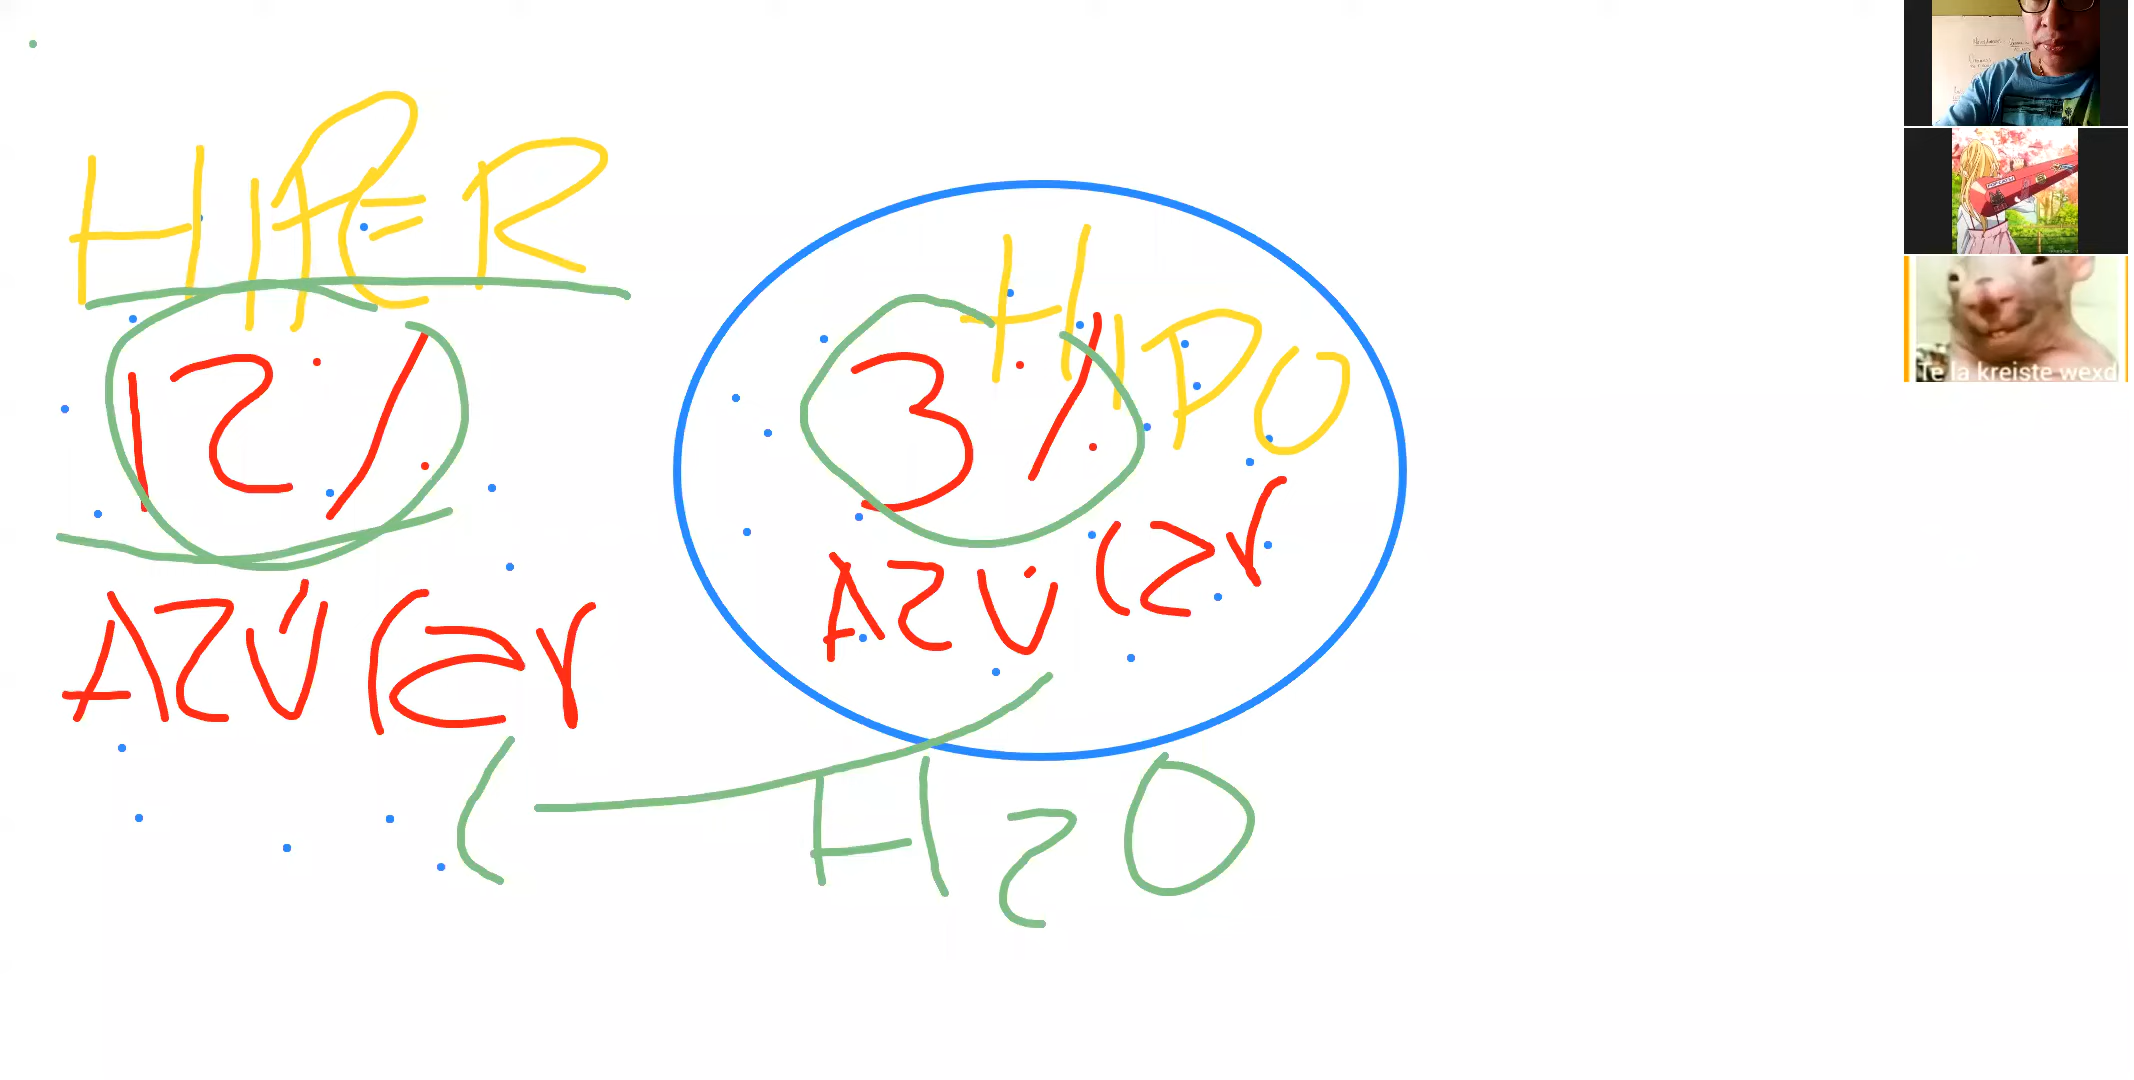 HIPER
12%
AZÚCar
HIPO
3%
AZÚCar
H2O
Te la kreiste wexd